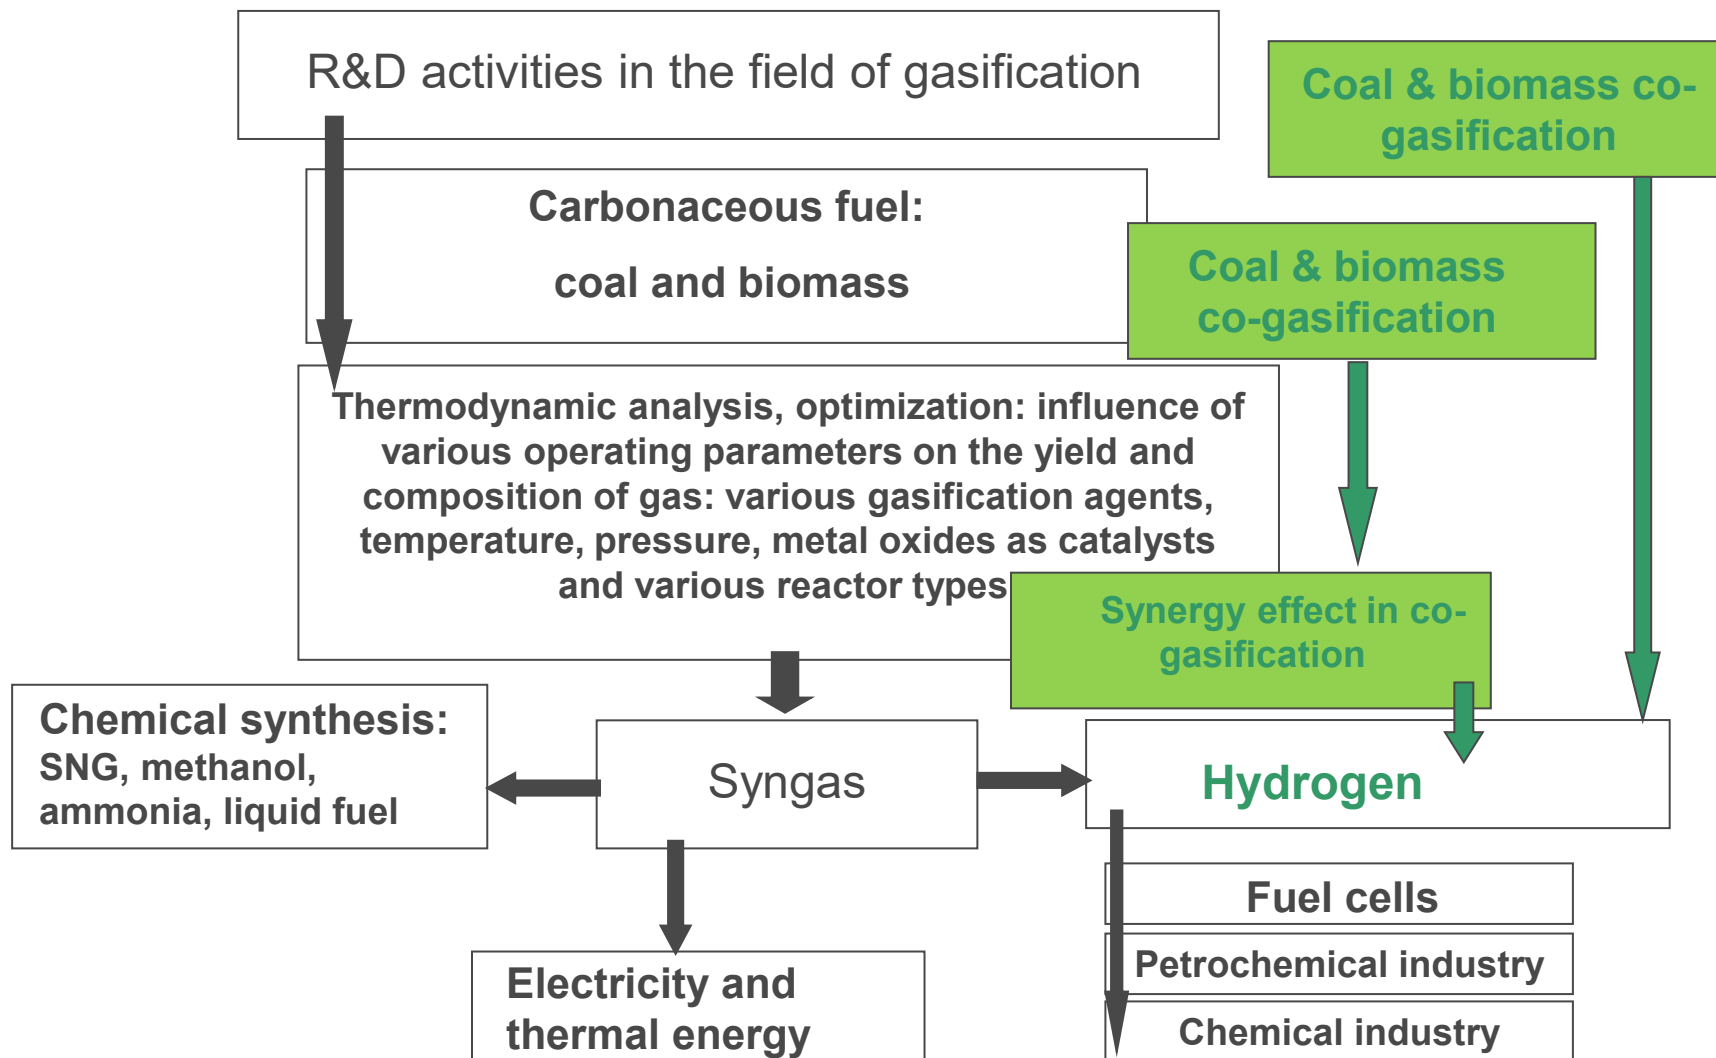 R&D activities in the field of gasification
Coal & biomass co-
gasification
Carbonaceous fuel:
coal and biomass
Coal & biomass
co-gasification
Thermodynamic analysis, optimization: influence of
various operating parameters on the yield and
composition of gas: various gasification agents,
temperature, pressure, metal oxides as catalysts
and various reactor types
Synergy effect in co-
gasification
Chemical synthesis:
SNG, methanol,
ammonia, liquid fuel
Syngas
Hydrogen
Fuel cells
Petrochemical industry
Chemical industry
Electricity and
thermal energy